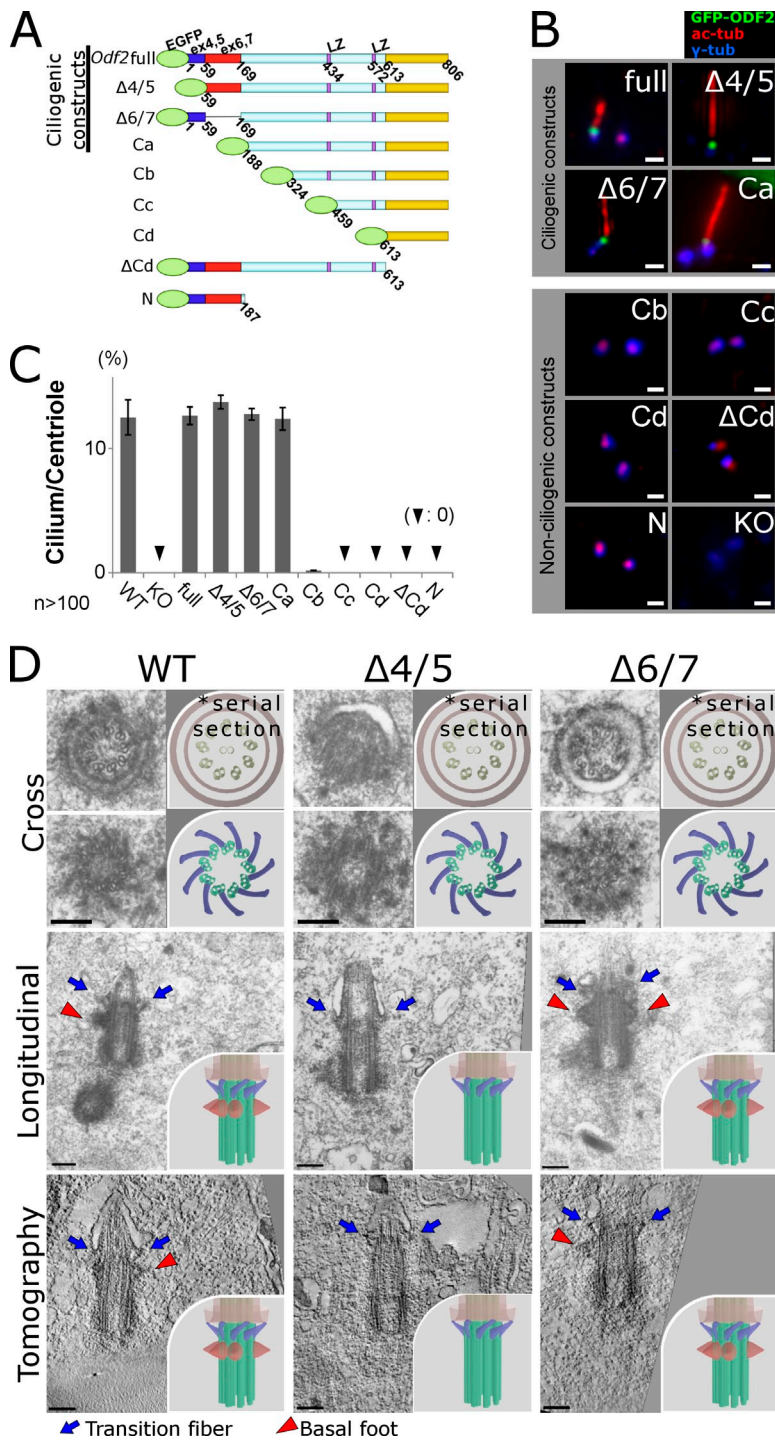 A
Ciliogenic constructs
EGFP ex4,5 ex6,7 LZ LZ
Odf2full
1 59 169 434 572 613 806
Δ4/5
59
Δ6/7
1 59 169
Ca
188
Cb
324
Cc
459
Cd
613
ΔCd
613
N
187
B
GFP-ODF2
ac-tub
γ-tub
Ciliogenic constructs
full Δ4/5
Δ6/7 Ca
Non-ciliogenic constructs
Cb Cc
Cd ΔCd
N KO
C
(%)
Cilium/Centriole
10
0
(▼: 0)
n>100
WT KO full Δ4/5 Δ6/7 Ca Cb Cc Cd ΔCd N
D
WT Δ4/5 Δ6/7
Cross
*serial section
*serial section
*serial section
Longitudinal
Tomography
Transition fiber Basal foot